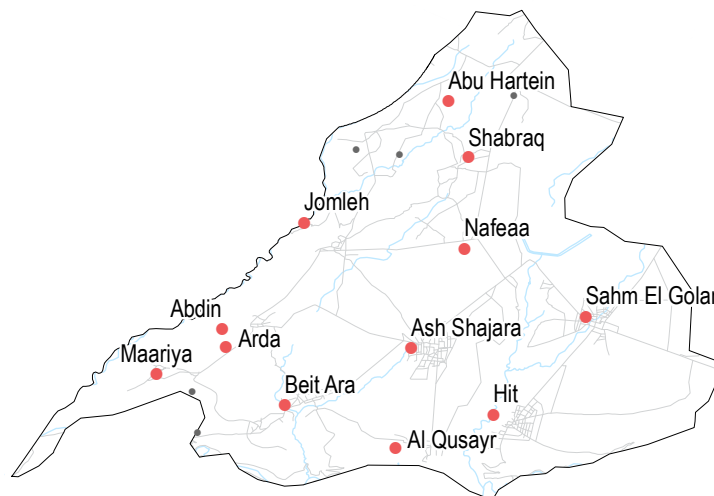 Abu Hartein
Shabraq
Jomleh
Nafeaa
Sahm El Golan
Abdin
Arda
Ash Shajara
Maariya
Beit Ara
Hit
Al Qusayr